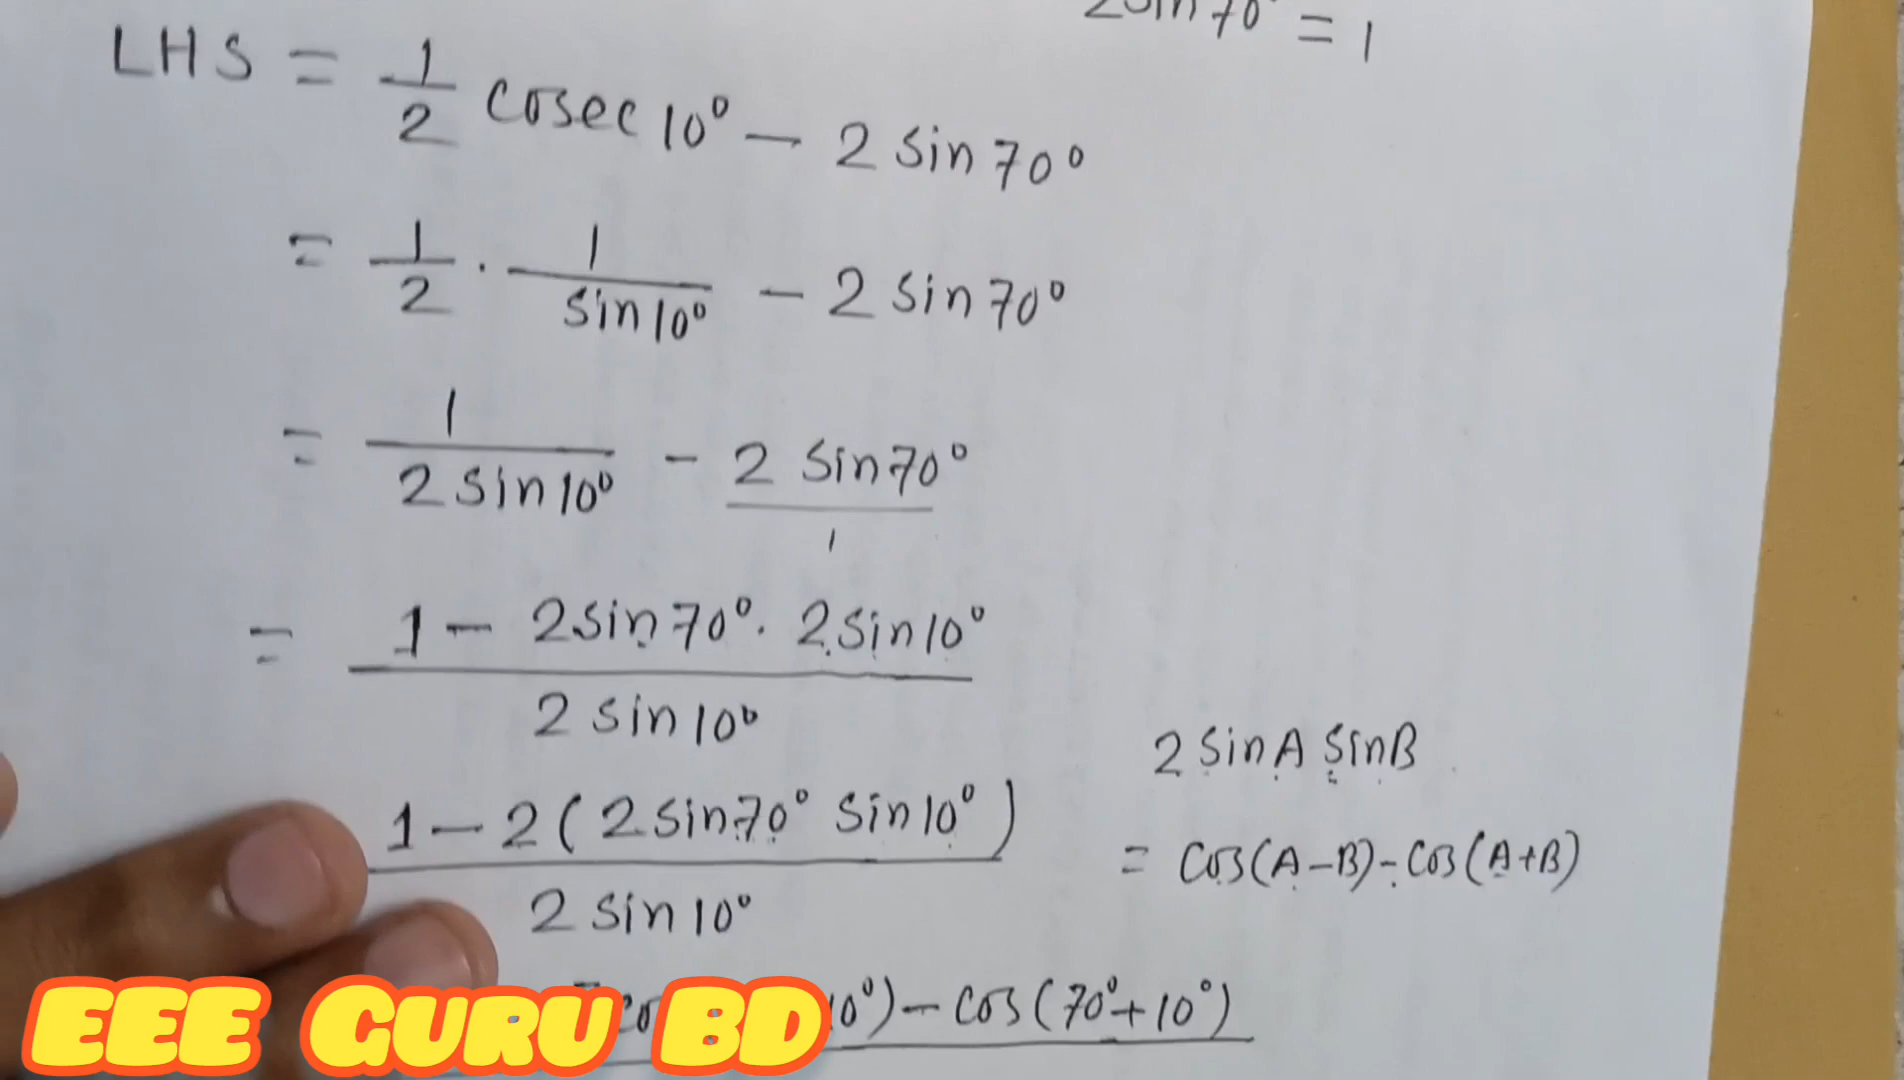 2 sin 70° = 1
LHS = 1/2 cosec 10° - 2 sin 70°
= 1/2 · 1/sin 10° - 2 sin 70°
= 1/2 sin 10° - 2 sin 70°/1
= 1 - 2 sin 70° · 2 sin 10° / 2 sin 10°
1 - 2 ( 2 sin 70° sin 10° ) / 2 sin 10°
2 sin A sin B
= cos(A-B) - cos(A+B)
10°) - cos (70° + 10°)
EEE GURU BD